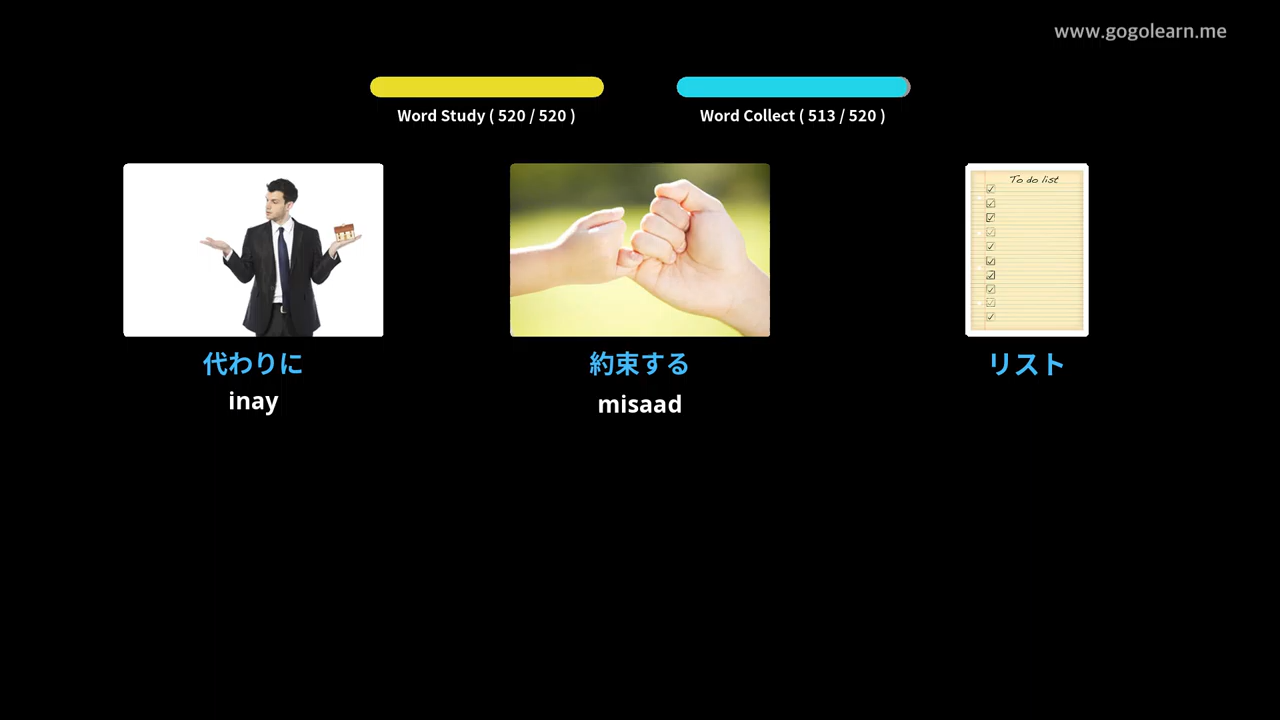 www.gogolearn.me
Word Study ( 520 / 520 )
Word Collect ( 513 / 520 )
To do list
代わりに
約束する
リスト
inay
misaad